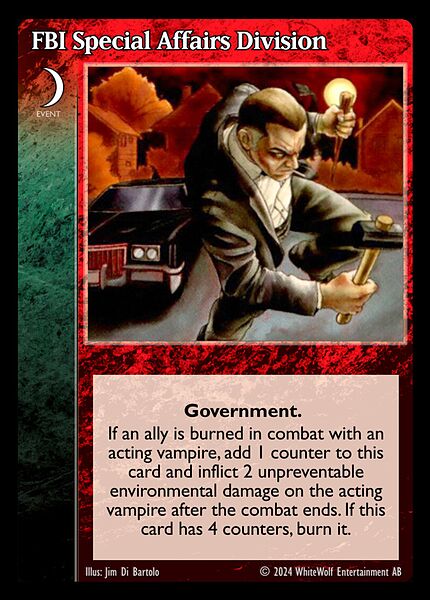 FBI Special Affairs Division
EVENT
Government.
If an ally is burned in combat with an
acting vampire, add 1 counter to this
card and inflict 2 unpreventable
environmental damage on the acting
vampire after the combat ends. If this
card has 4 counters, burn it.
Illus: Jim Di Bartolo © 2024 WhiteWolf Entertainment AB